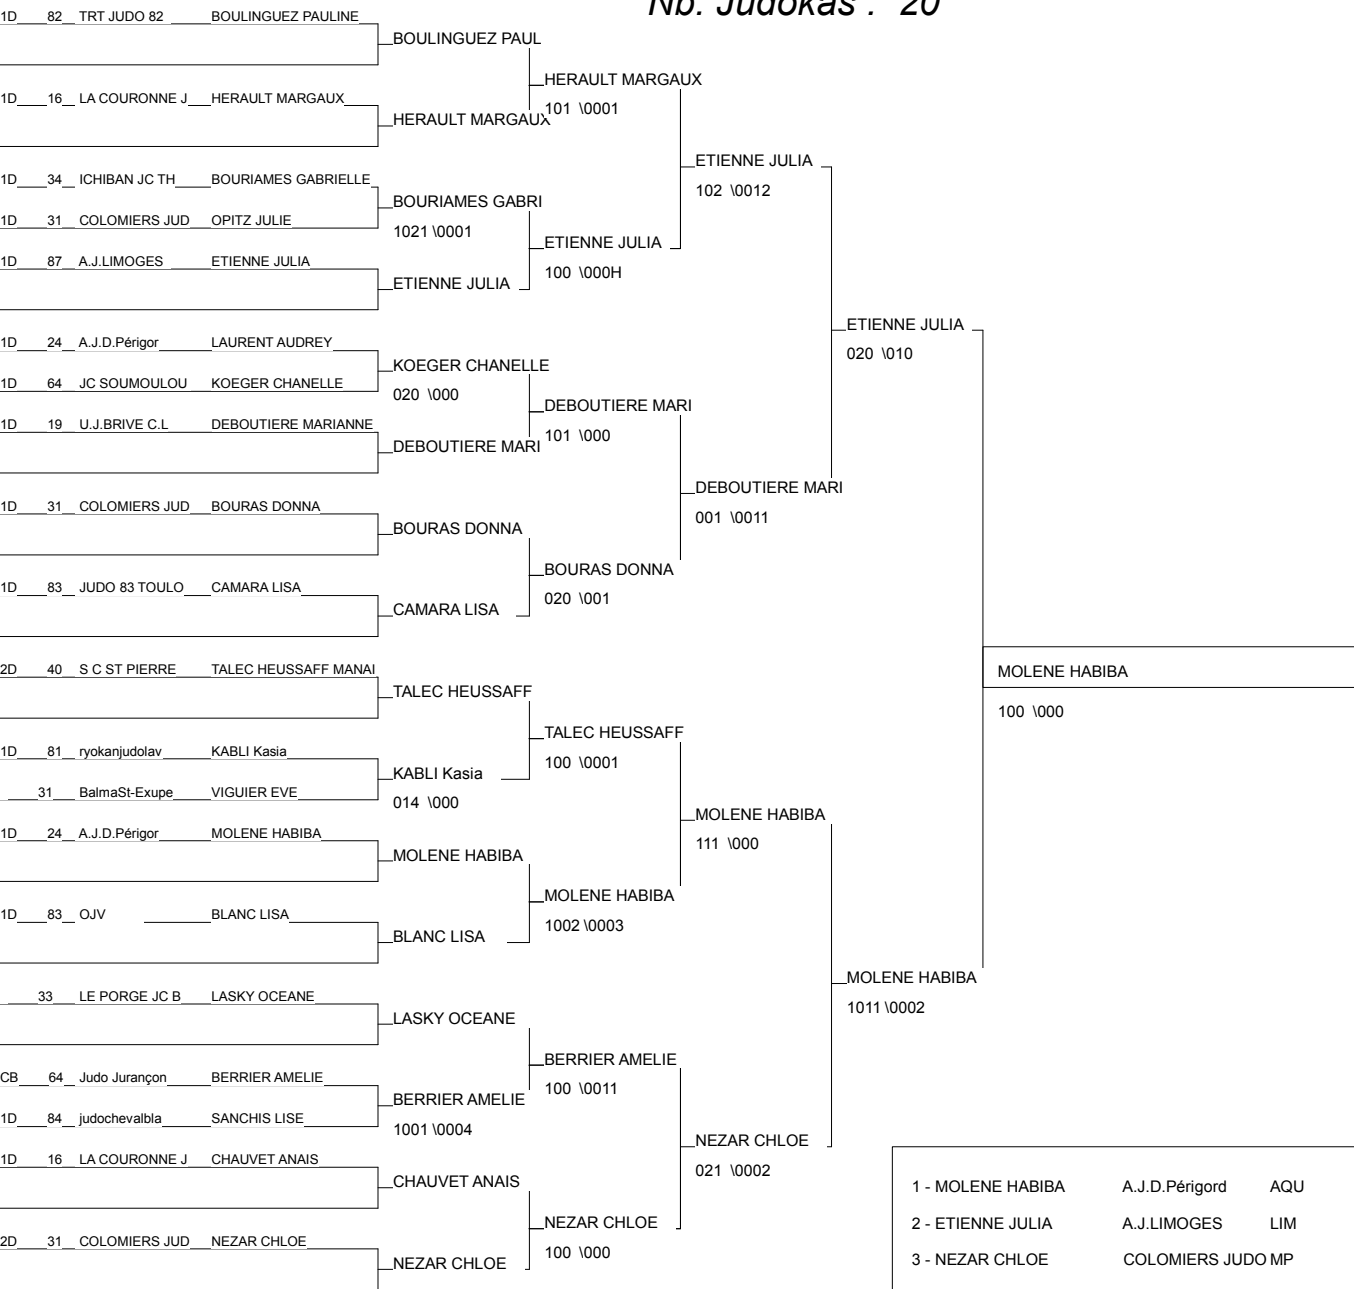 Nb. Judokas : 20
1D 82 TRT JUDO 82 BOULINGUEZ PAULINE
BOULINGUEZ PAUL
HERAULT MARGAUX
1D 16 LA COURONNE J HERAULT MARGAUX
101 \0001
HERAULT MARGAUX
ETIENNE JULIA
1D 34 ICHIBAN JC TH BOURIAMES GABRIELLE
102 \0012
BOURIAMES GABRI
1D 31 COLOMIERS JUD OPITZ JULIE
1021 \0001
ETIENNE JULIA
1D 87 A.J.LIMOGES ETIENNE JULIA
100 \000H
ETIENNE JULIA
ETIENNE JULIA
1D 24 A.J.D.Périgor LAURENT AUDREY
020 \010
KOEGER CHANELLE
1D 64 JC SOUMOULOU KOEGER CHANELLE
020 \000
DEBOUTIERE MARI
1D 19 U.J.BRIVE C.L DEBOUTIERE MARIANNE
101 \000
DEBOUTIERE MARI
DEBOUTIERE MARI
1D 31 COLOMIERS JUD BOURAS DONNA
001 \0011
BOURAS DONNA
BOURAS DONNA
1D 83 JUDO 83 TOULO CAMARA LISA
020 \001
CAMARA LISA
2D 40 S C ST PIERRE TALEC HEUSSAFF MANAI
MOLENE HABIBA
TALEC HEUSSAFF
100 \000
TALEC HEUSSAFF
1D 81 ryokanjudolav KABLI Kasia
100 \0001
KABLI Kasia
31 BalmaSt-Exupe VIGUIER EVE
014 \000
MOLENE HABIBA
1D 24 A.J.D.Périgor MOLENE HABIBA
111 \000
MOLENE HABIBA
MOLENE HABIBA
1D 83 OJV BLANC LISA
1002 \0003
BLANC LISA
MOLENE HABIBA
33 LE PORGE JC B LASKY OCEANE
1011 \0002
LASKY OCEANE
BERRIER AMELIE
CB 64 Judo Jurançon BERRIER AMELIE
100 \0011
BERRIER AMELIE
1D 84 judochevalbla SANCHIS LISE
1001 \0004
NEZAR CHLOE
1D 16 LA COURONNE J CHAUVET ANAIS
021 \0002
CHAUVET ANAIS
1 - MOLENE HABIBA A.J.D.Périgord AQU
NEZAR CHLOE
2 - ETIENNE JULIA A.J.LIMOGES LIM
2D 31 COLOMIERS JUD NEZAR CHLOE
100 \000
NEZAR CHLOE
3 - NEZAR CHLOE COLOMIERS JUDO MP